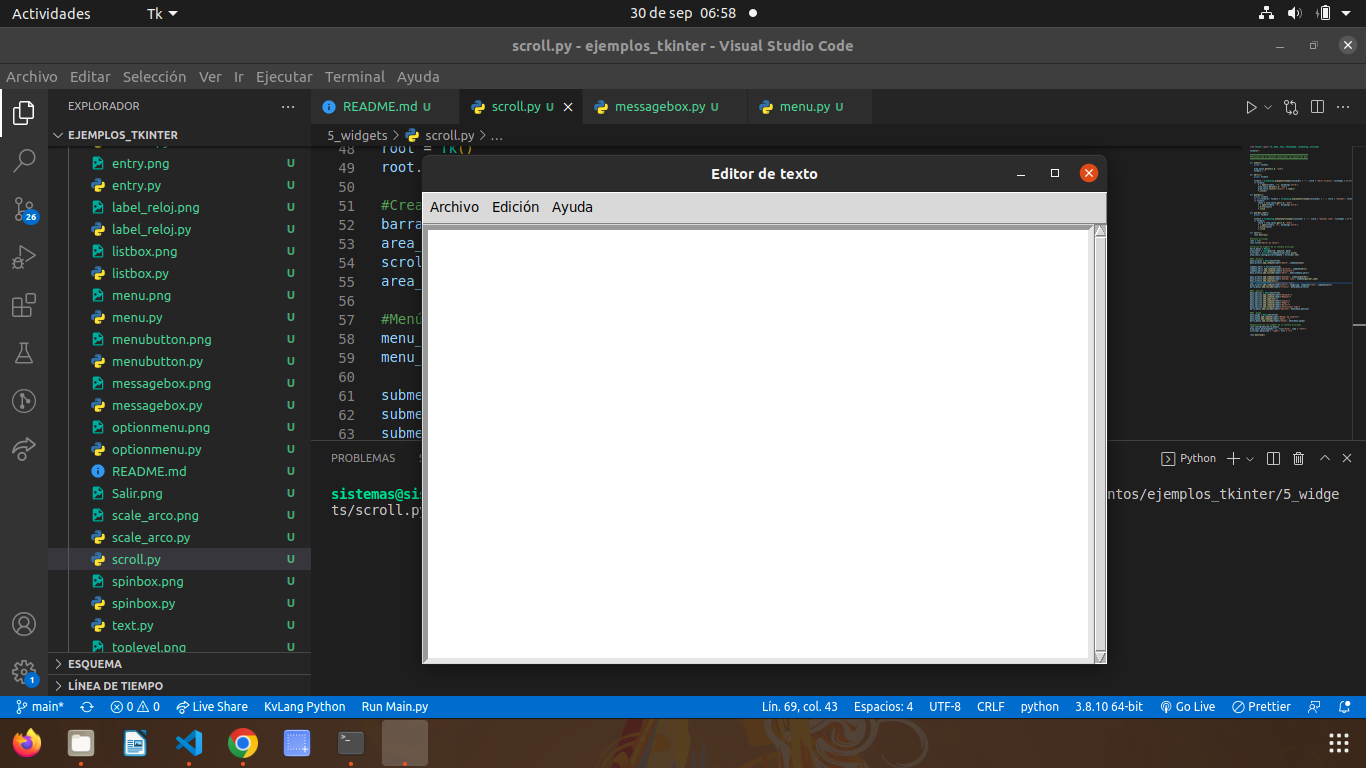 Actividades Tk 30 de sep 06:58
scroll.py - ejemplos_tkinter - Visual Studio Code
Archivo Editar Selección Ver Ir Ejecutar Terminal Ayuda
EXPLORADOR
EJEMPLOS_TKINTER
entry.png U
entry.py U
label_reloj.png U
label_reloj.py U
listbox.png U
listbox.py U
menu.png U
menu.py U
menubutton.png U
menubutton.py U
messagebox.png U
messagebox.py U
optionmenu.png U
optionmenu.py U
README.md U
Salir.png U
scale_arco.png U
scale_arco.py U
scroll.py U
spinbox.png U
spinbox.py U
text.py U
toplevel.png U
ESQUEMA
LÍNEA DE TIEMPO
26
1
README.md U scroll.py U messagebox.py U menu.py U
5_widgets > scroll.py > ...
48 root = Tk()
49 root.
50
51 #Crea
52 barra
53 area_
54 scrol
55 area_
56
57 #Menú
58 menu_
59 menu_
60
61 subme
62 subme
63 subme
Editor de texto
Archivo Edición Ayuda
PROBLEMAS Python
sistemas@sis ntos/ejemplos_tkinter/5_widge
ts/scroll.py
main* 0 0 Live Share KvLang Python Run Main.py Lín. 69, col. 43 Espacios: 4 UTF-8 CRLF python 3.8.10 64-bit Go Live Prettier